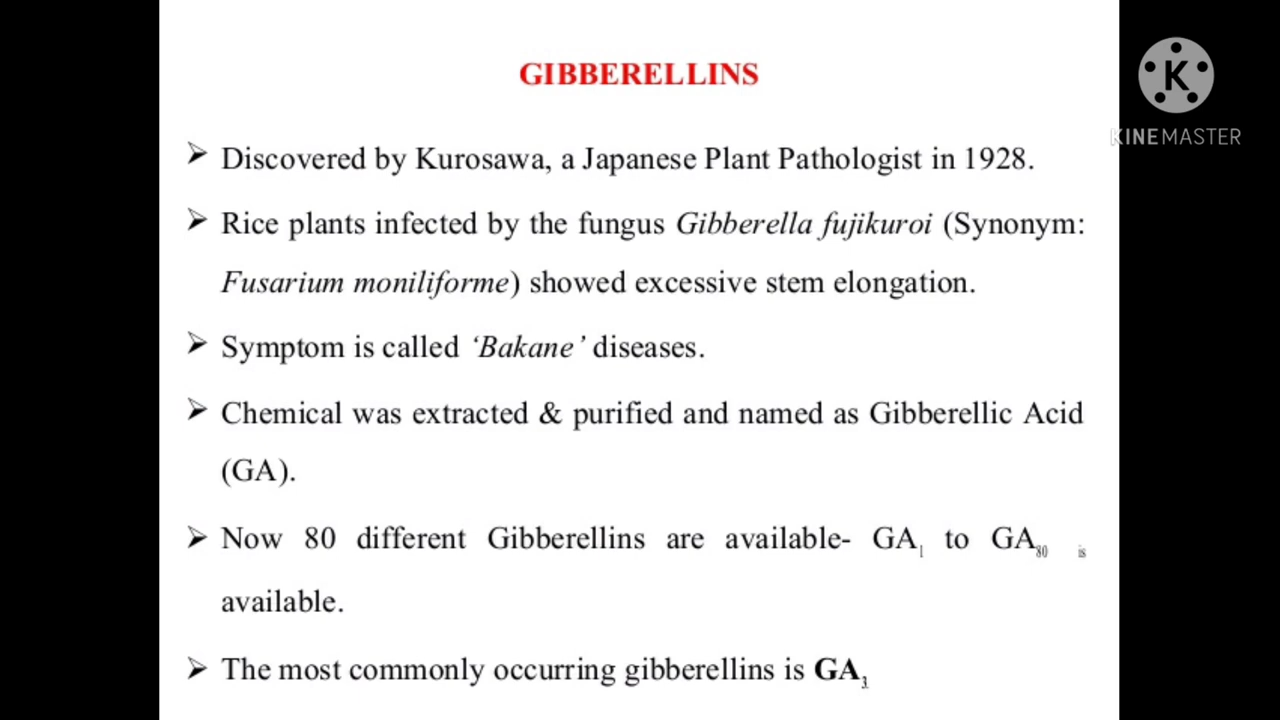 GIBBERELLINS
K
KINEMASTER
➢ Discovered by Kurosawa, a Japanese Plant Pathologist in 1928.
➢ Rice plants infected by the fungus Gibberella fujikuroi (Synonym:
Fusarium moniliforme) showed excessive stem elongation.
➢ Symptom is called ‘Bakane’ diseases.
➢ Chemical was extracted & purified and named as Gibberellic Acid
(GA).
➢ Now 80 different Gibberellins are available- GA1 to GA80 is
available.
➢ The most commonly occurring gibberellins is GA3